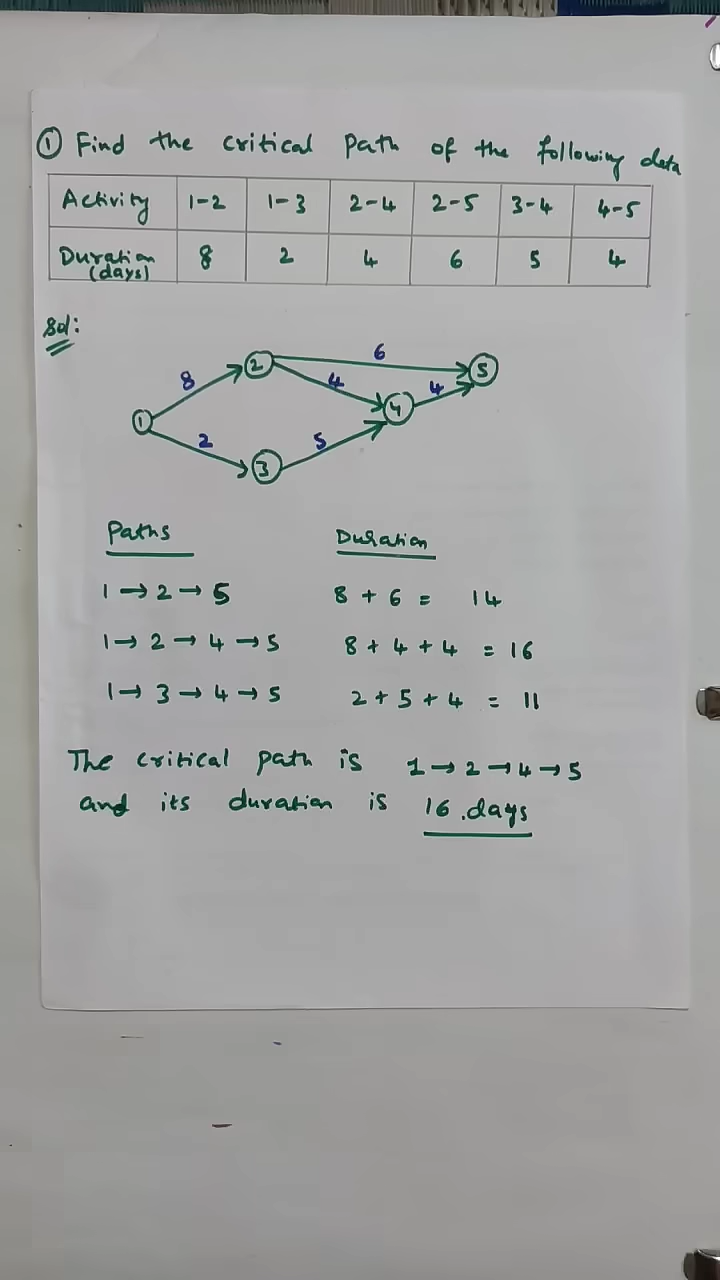 ① Find the critical path of the following data
Activity 1-2 1-3 2-4 2-5 3-4 4-5
Duration (days) 8 2 4 6 5 4
Sol:
6
8 2 4 4 5
1 4
2 5
3
Paths Duration
1 → 2 → 5 8 + 6 = 14
1 → 2 → 4 → 5 8 + 4 + 4 = 16
1 → 3 → 4 → 5 2 + 5 + 4 = 11
The critical path is 1 → 2 → 4 → 5
and its duration is 16.days